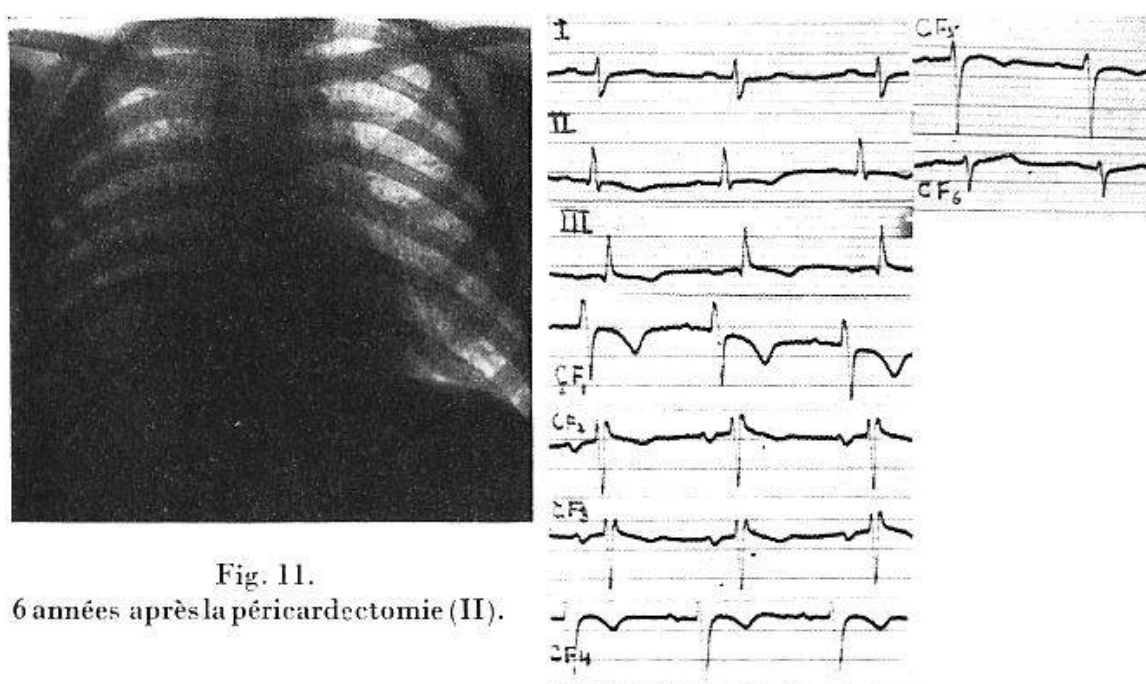 Fig. 11.
6 années après la péricardectomie (II).
I
II
III
CF1
CF2
CF3
CF4
CF5
CF6